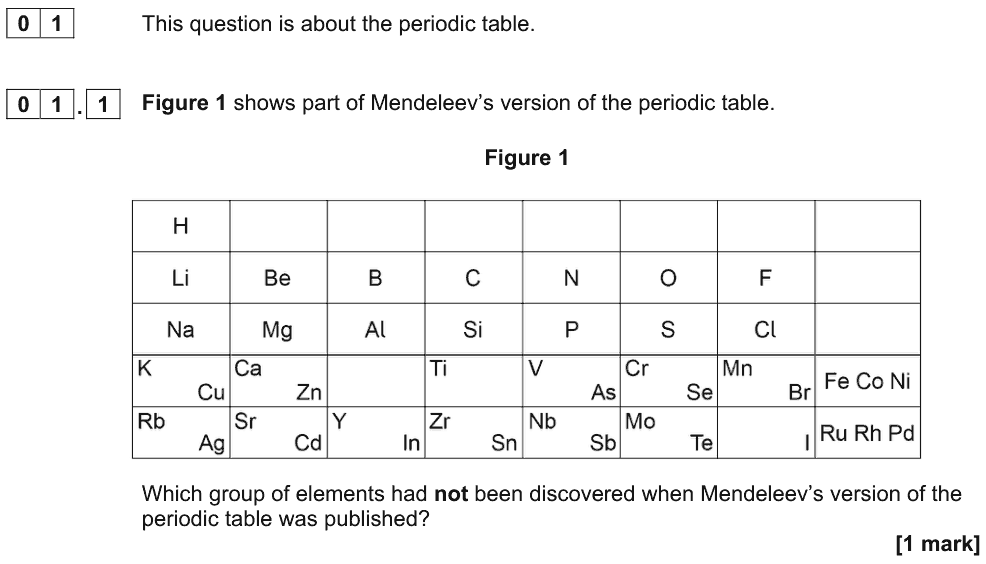 0 1 This question is about the periodic table.
0 1 . 1 Figure 1 shows part of Mendeleev's version of the periodic table.
Figure 1
H
Li Be B C N O F
Na Mg Al Si P S Cl
K Cu Ca Zn Ti V As Cr Se Mn Br Fe Co Ni
Rb Ag Sr Cd Y In Zr Sn Nb Sb Mo Te I Ru Rh Pd
Which group of elements had not been discovered when Mendeleev's version of the
periodic table was published?
[1 mark]